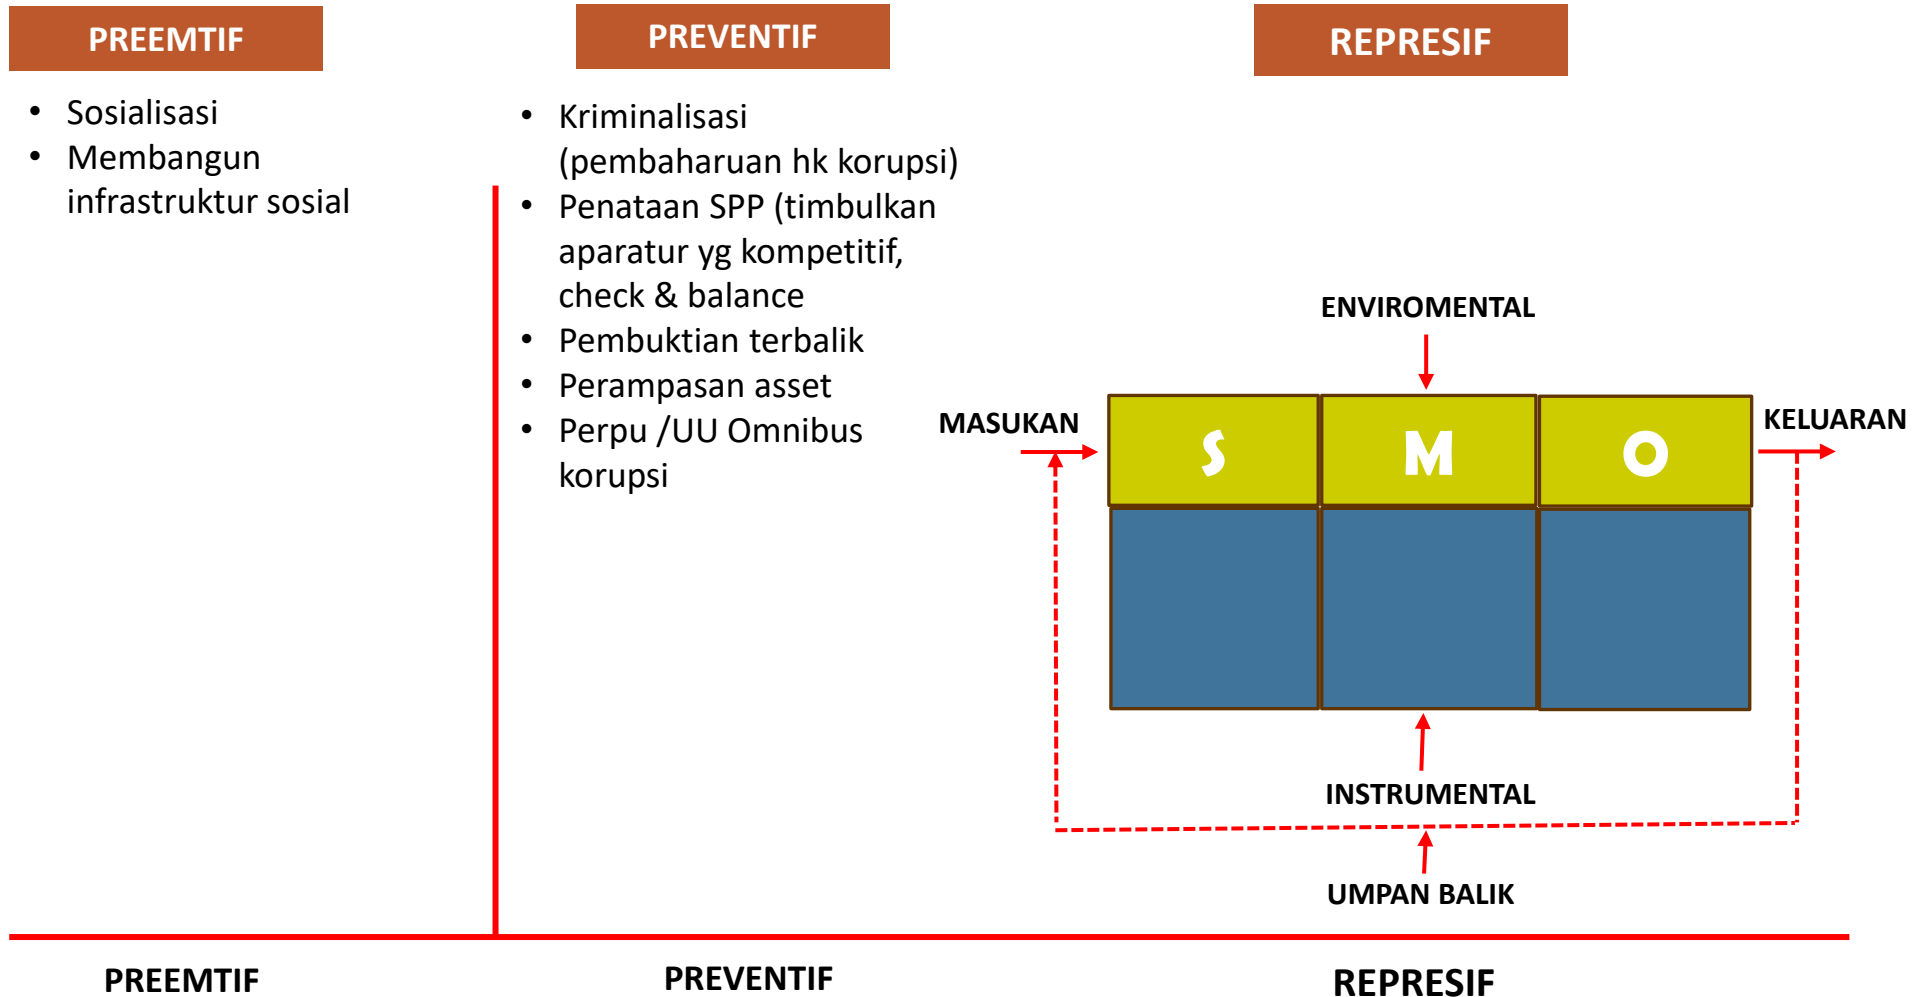 PREEMTIF
• Sosialisasi
• Membangun
infrastruktur sosial
PREVENTIF
• Kriminalisasi
(pembaharuan hk korupsi)
• Penataan SPP (timbulkan
aparatur yg kompetitif,
check & balance
• Pembuktian terbalik
• Perampasan asset
• Perpu /UU Omnibus
korupsi
REPRESIF
ENVIROMENTAL
MASUKAN
S
M
O
KELUARAN
INSTRUMENTAL
UMPAN BALIK
PREEMTIF
PREVENTIF
REPRESIF